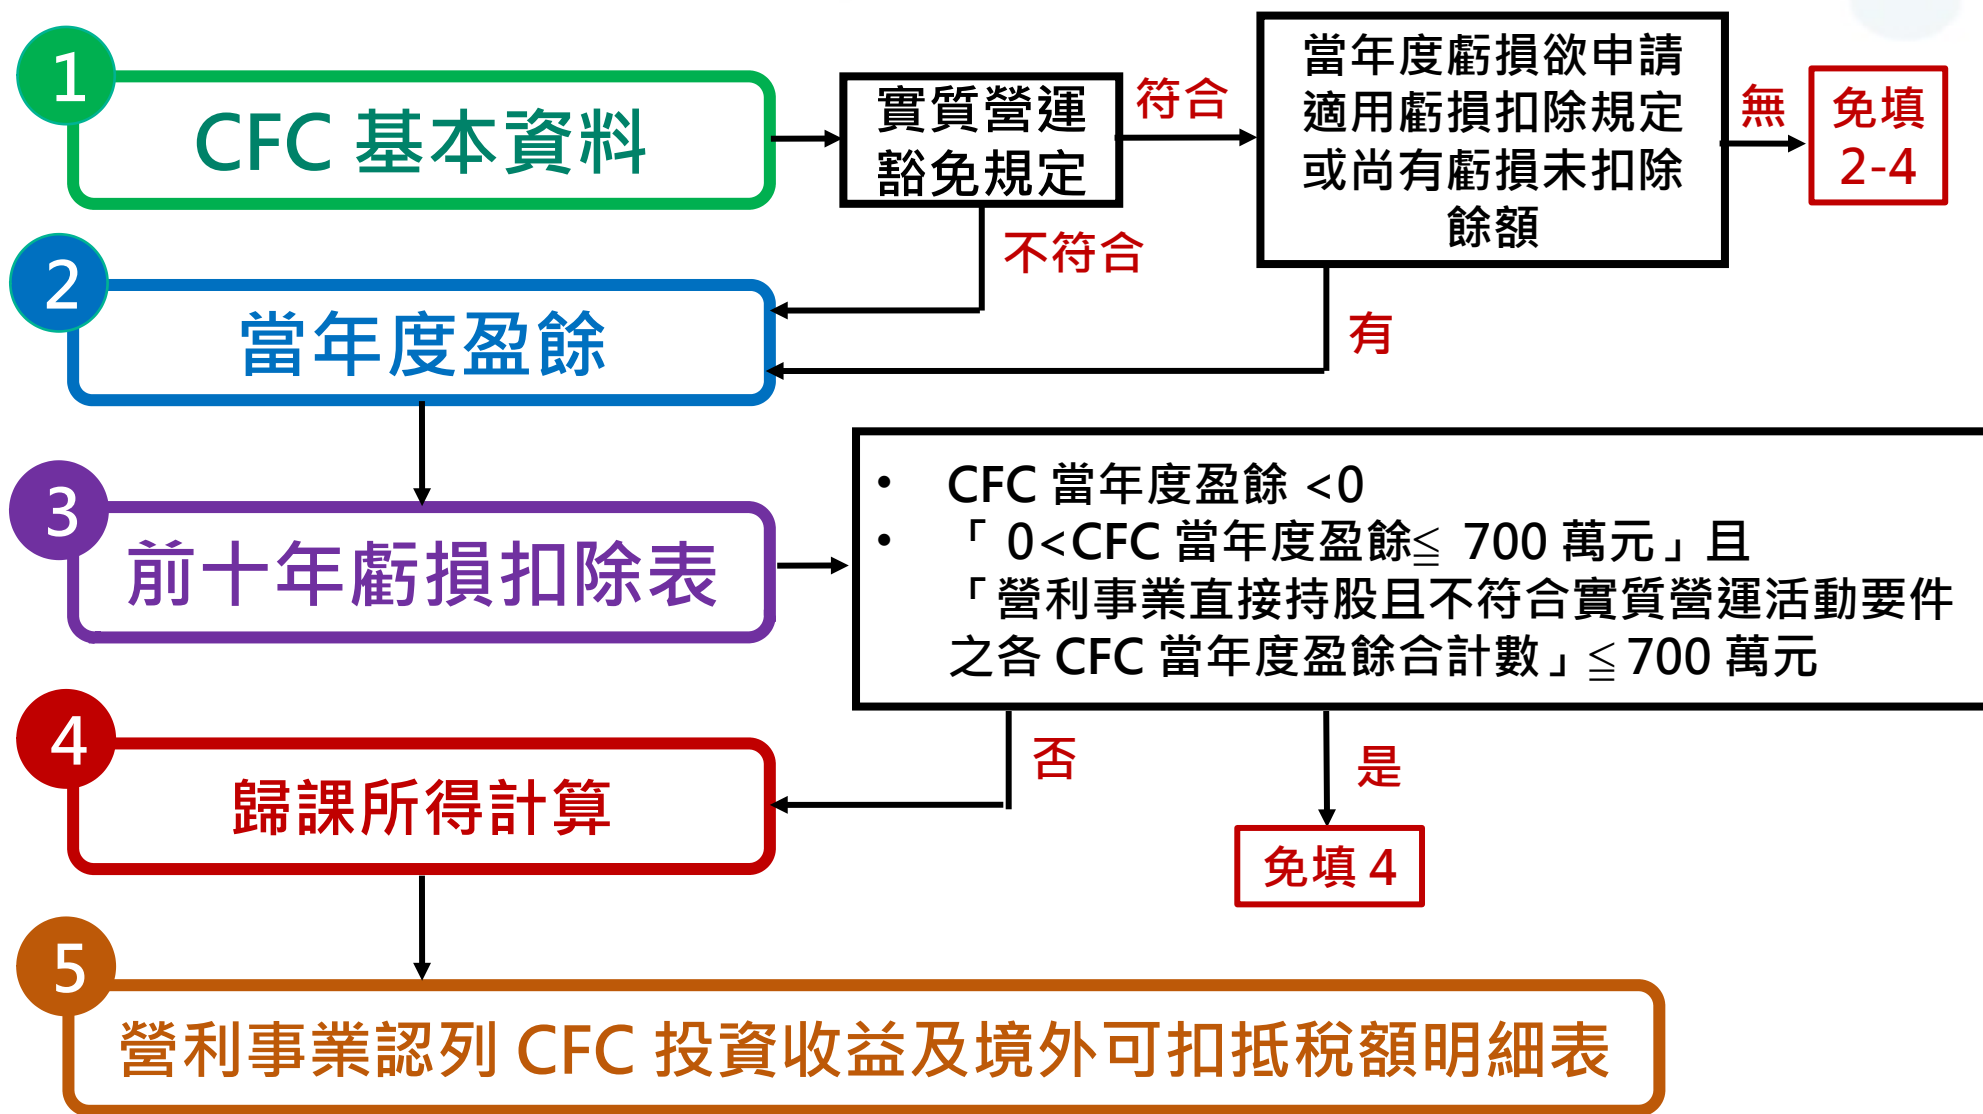 1
CFC 基本資料
實質營運
豁免規定
符合
不符合
當年度虧損欲申請
適用虧損扣除規定
或尚有虧損未扣除
餘額
無
免填
2-4
有
2
當年度盈餘
3
前十年虧損扣除表
• CFC 當年度盈餘 <0
• 「 0<CFC 當年度盈餘≦ 700 萬元」且
「營利事業直接持股且不符合實質營運活動要件
之各 CFC 當年度盈餘合計數」≦ 700 萬元
否
是
免填 4
4
歸課所得計算
5
營利事業認列 CFC 投資收益及境外可扣抵稅額明細表